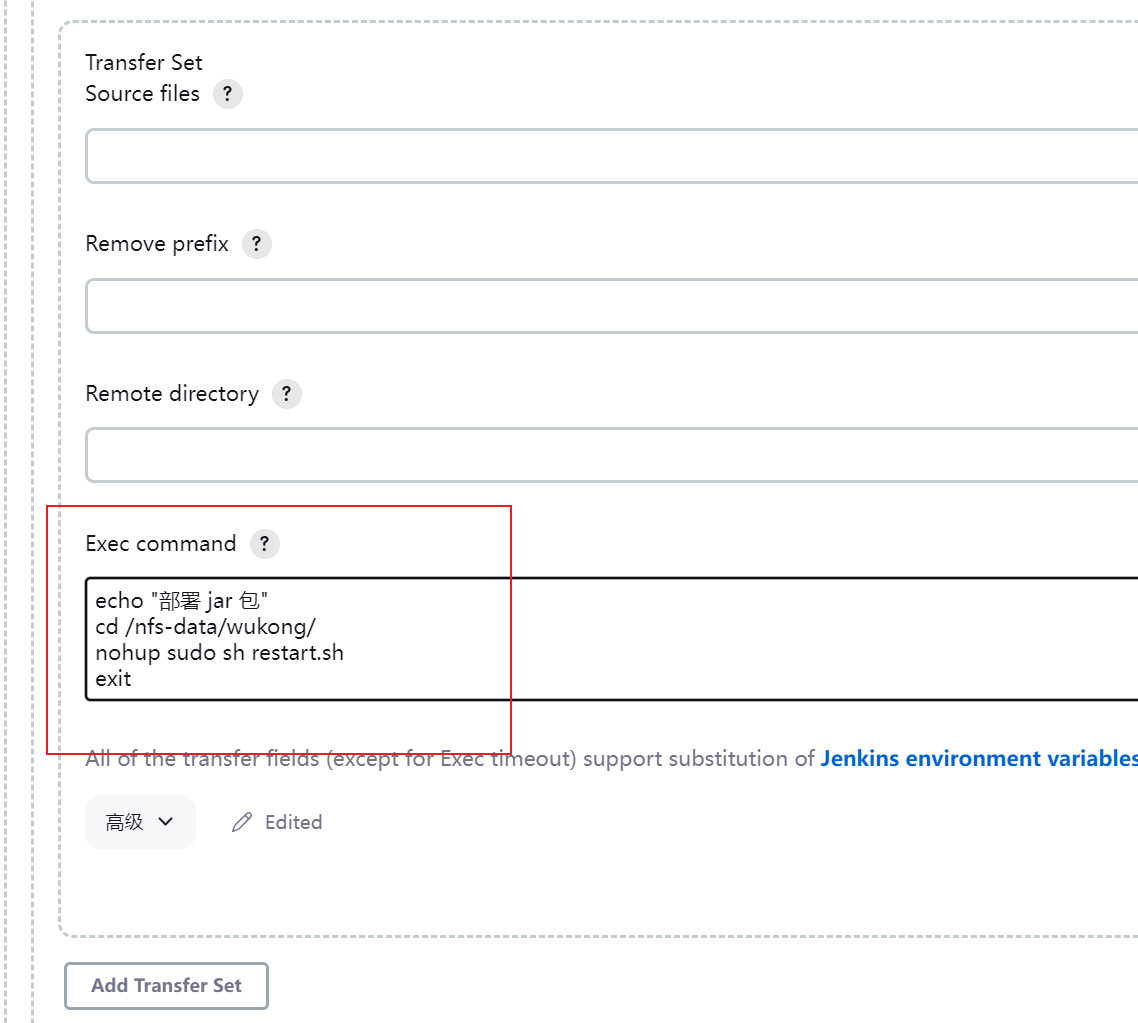 Transfer Set
Source files ?
Remove prefix ?
Remote directory ?
Exec command ?
echo "部署 jar 包"
cd /nfs-data/wukong/
nohup sudo sh restart.sh
exit
All of the transfer fields (except for Exec timeout) support substitution of Jenkins environment variables
高级
Edited
Add Transfer Set